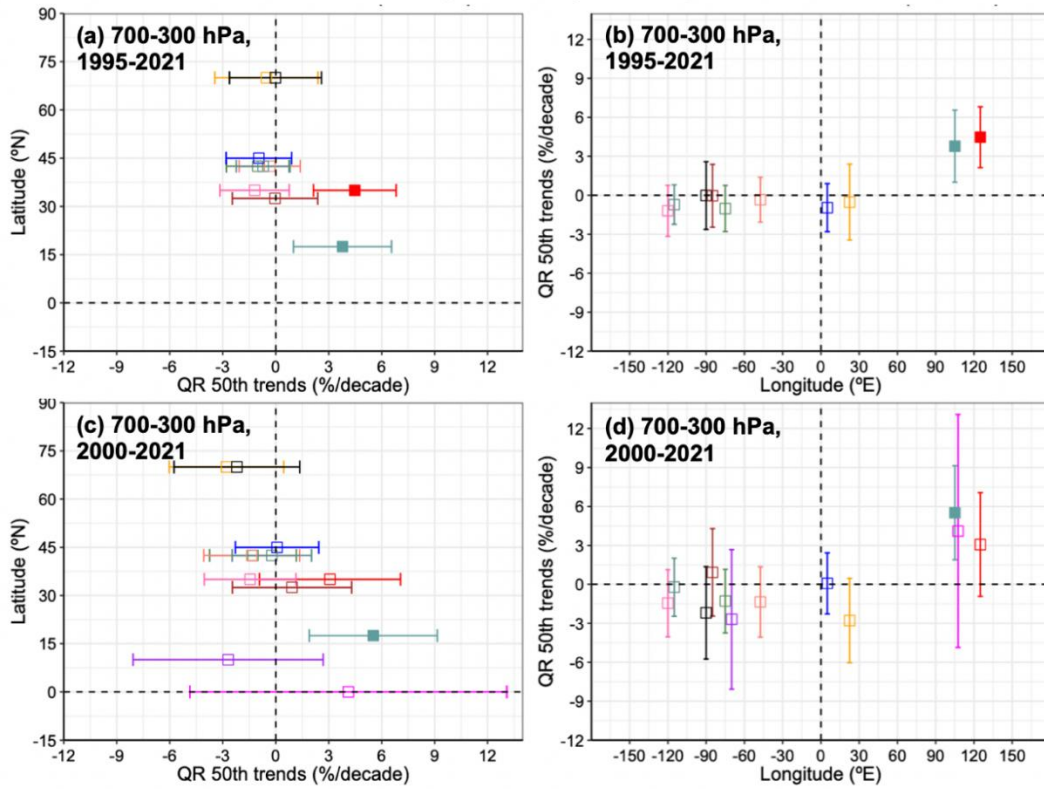 (a) 700-300 hPa,
1995-2021
90
75
60
45
30
15
0
-15
Latitude (ºN)
-12 -9 -6 -3 0 3 6 9 12
QR 50th trends (%/decade)
(b) 700-300 hPa,
1995-2021
12
9
6
3
0
-3
-6
-9
-12
QR 50th trends (%/decade)
-150 -120 -90 -60 -30 0 30 60 90 120 150
Longitude (ºE)
(c) 700-300 hPa,
2000-2021
90
75
60
45
30
15
0
-15
Latitude (ºN)
-12 -9 -6 -3 0 3 6 9 12
QR 50th trends (%/decade)
(d) 700-300 hPa,
2000-2021
12
9
6
3
0
-3
-6
-9
-12
QR 50th trends (%/decade)
-150 -120 -90 -60 -30 0 30 60 90 120 150
Longitude (ºE)